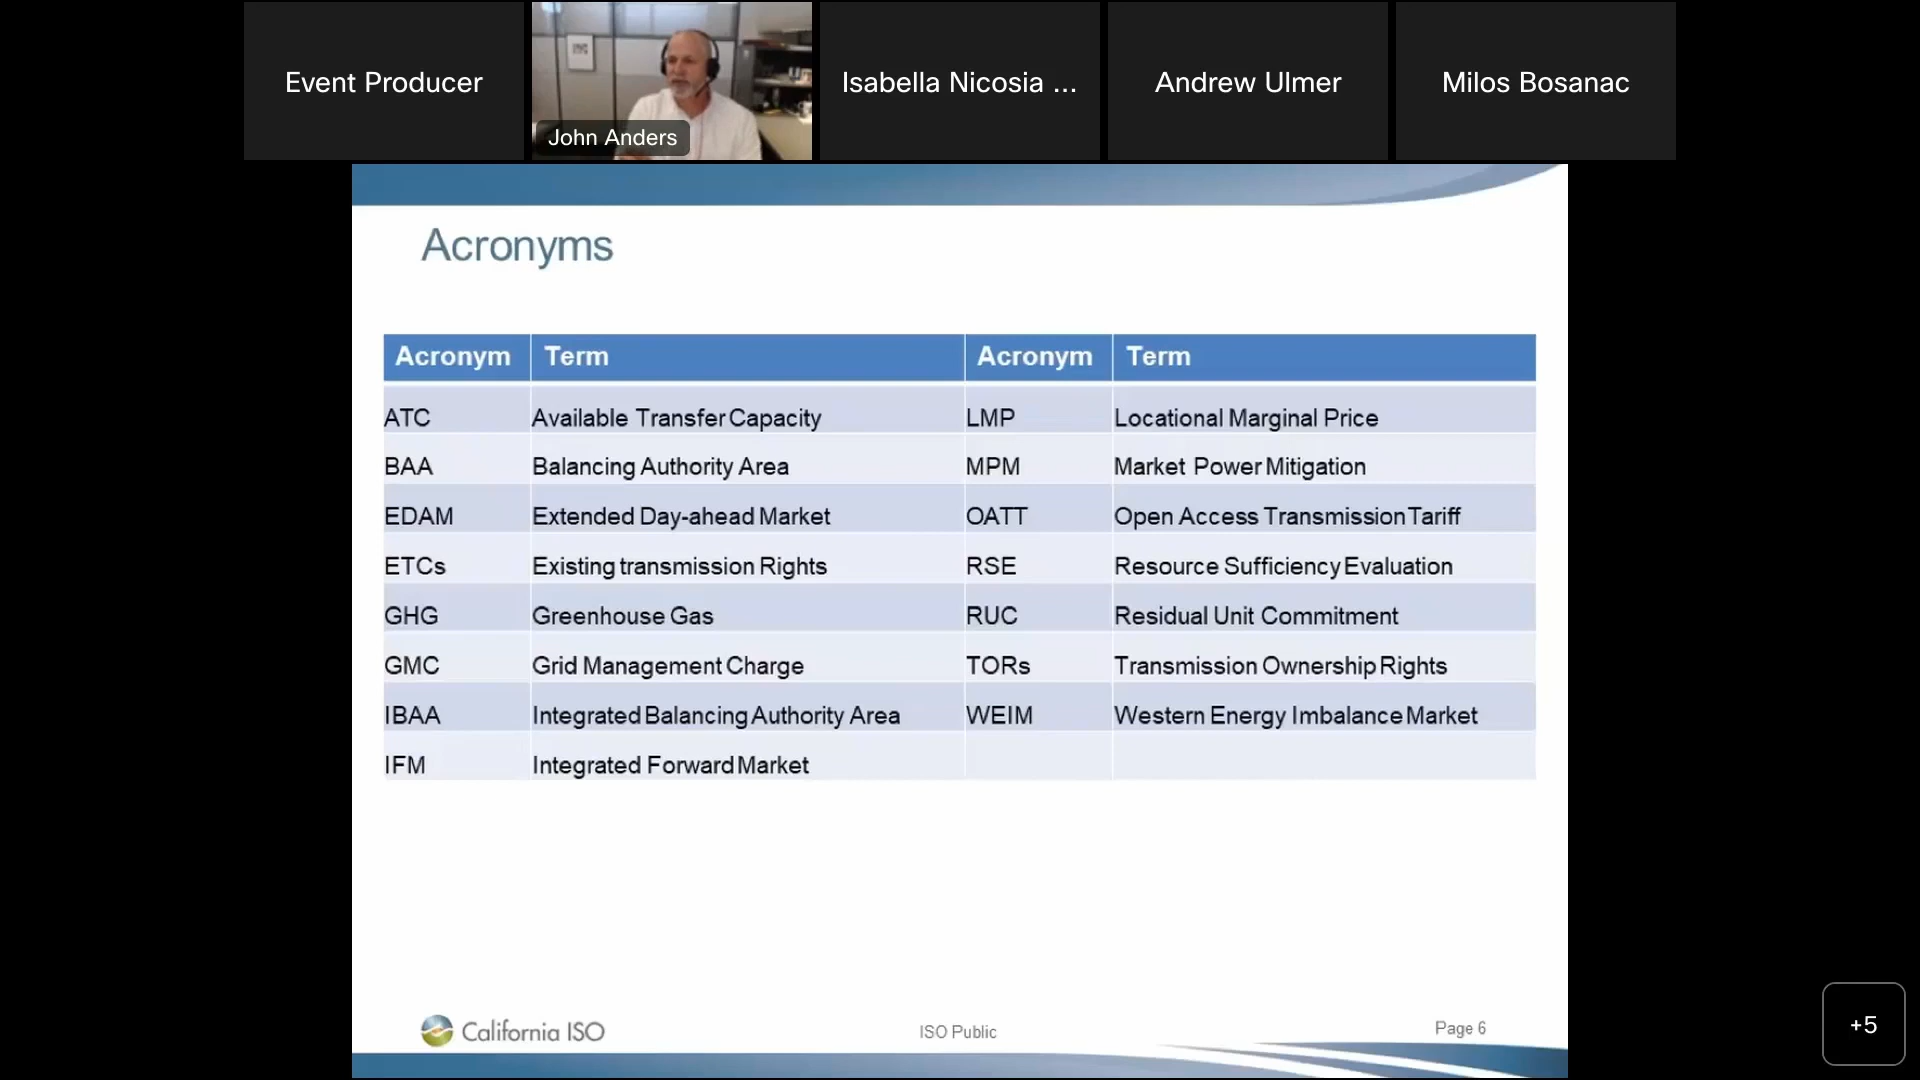 Event Producer
John Anders
Isabella Nicosia ...
Andrew Ulmer
Milos Bosanac
Acronyms
Acronym Term Acronym Term
ATC Available Transfer Capacity LMP Locational Marginal Price
BAA Balancing Authority Area MPM Market Power Mitigation
EDAM Extended Day-ahead Market OATT Open Access Transmission Tariff
ETCs Existing transmission Rights RSE Resource Sufficiency Evaluation
GHG Greenhouse Gas RUC Residual Unit Commitment
GMC Grid Management Charge TORs Transmission Ownership Rights
IBAA Integrated Balancing Authority Area WEIM Western Energy Imbalance Market
IFM Integrated Forward Market
California ISO
ISO Public
Page 6
+5